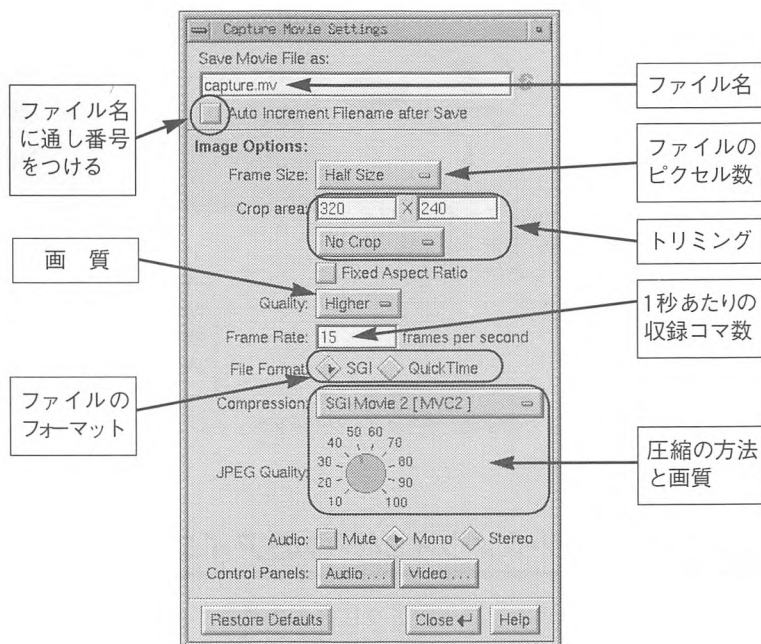 Capture Movie Settings
Save Movie File as:
capture.mv
Auto Increment Filename after Save
Image Options:
Frame Size: Half Size
Crop area: 320 X 240
No Crop
Fixed Aspect Ratio
Quality: Higher
Frame Rate: 15 frames per second
File Format: SGI QuickTime
Compression: SGI Movie 2 [MVC2]
JPEG Quality:
10
20
30
40
50
60
70
80
90
100
Audio: Mute Mono Stereo
Control Panels: Audio... Video...
Restore Defaults Close Help
ファイル名
に通し番号
をつける
画 質
ファイルの
フォーマット
ファイル名
ファイルの
ピクセル数
トリミング
1秒あたりの
収録コマ数
圧縮の方法
と画質